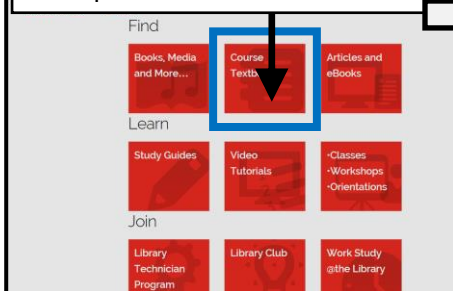 Find
Books, Media
and More...
Course
Articles and
eBooks
Learn
Study Guides
Video
Tutorials
•Classes
•Workshops
•Orientations
Join
Library
Technician
Program
Library Club
Work Study
@the Library